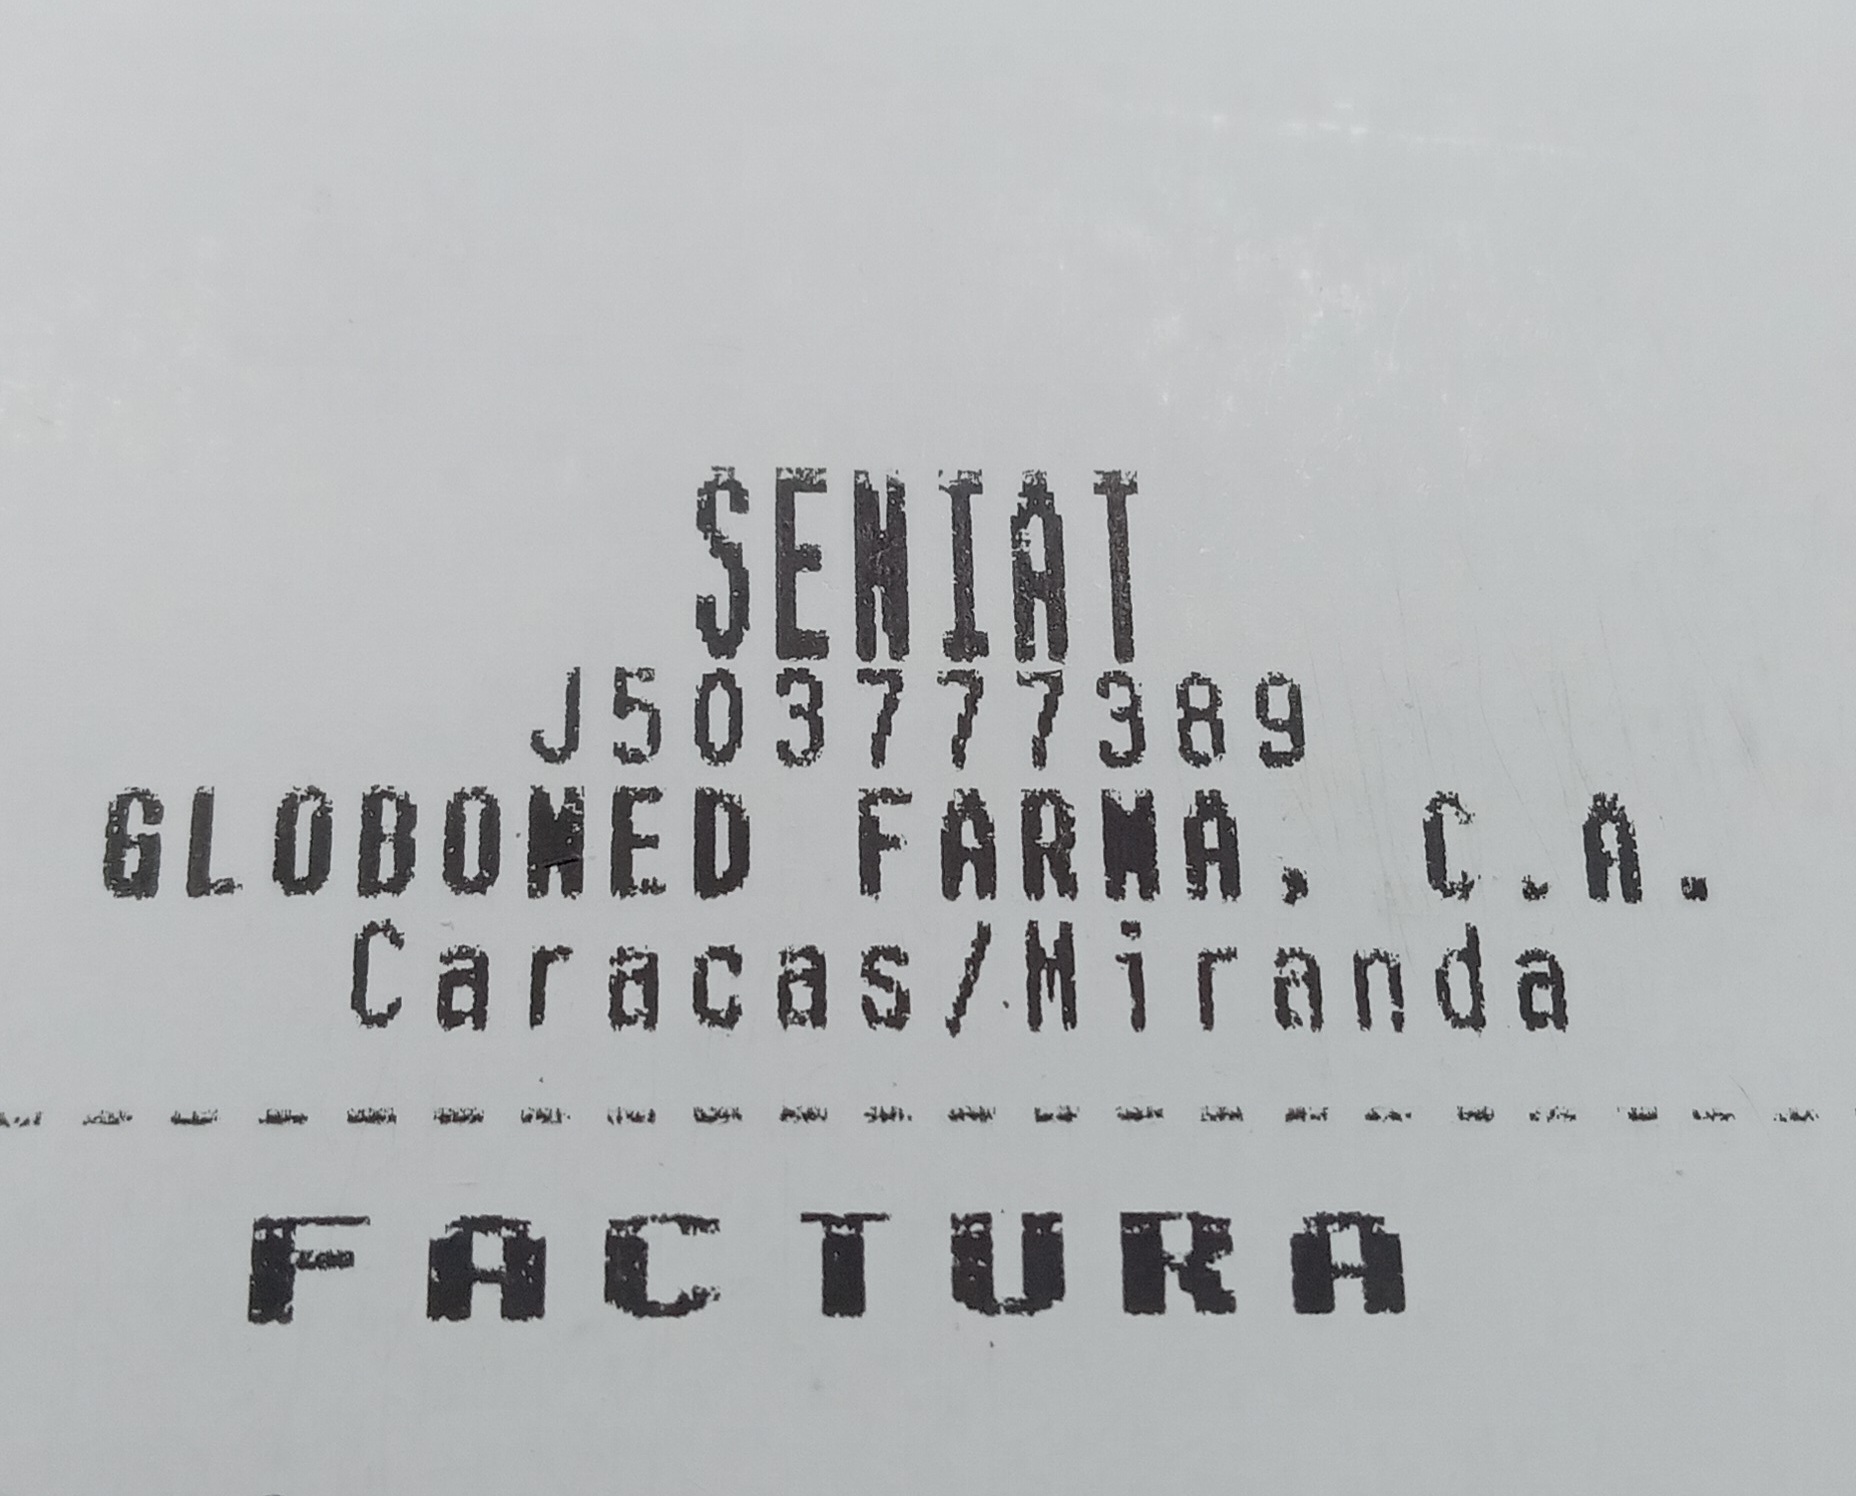 SENIAT
J503777389
GLOBOMED FARMA, C.A.
Caracas/Miranda
----------------------
FACTURA